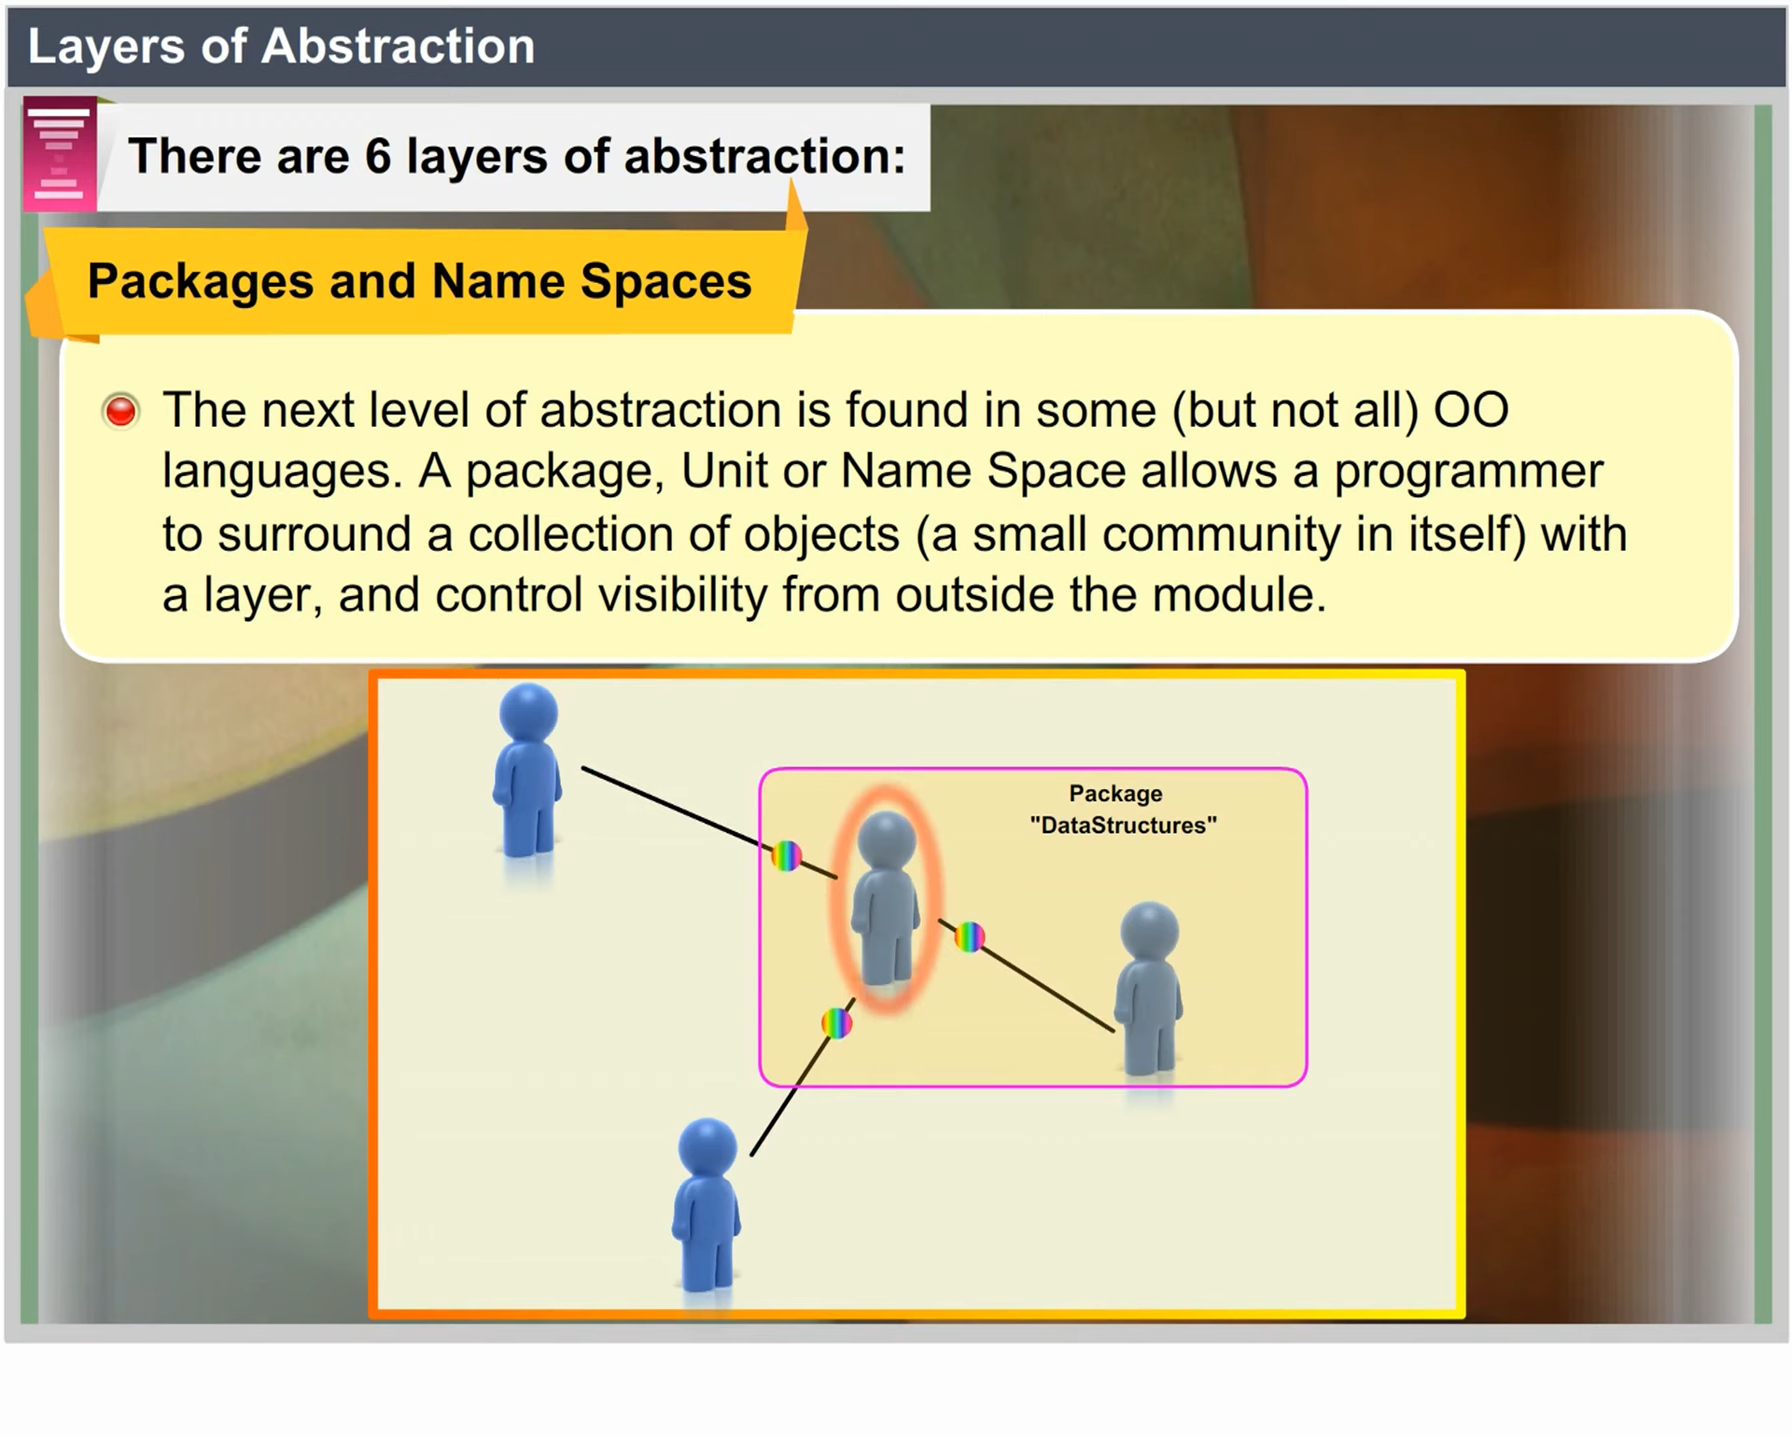 Layers of Abstraction
There are 6 layers of abstraction:
Packages and Name Spaces
The next level of abstraction is found in some (but not all) OO
languages. A package, Unit or Name Space allows a programmer
to surround a collection of objects (a small community in itself) with
a layer, and control visibility from outside the module.
Package
"DataStructures"